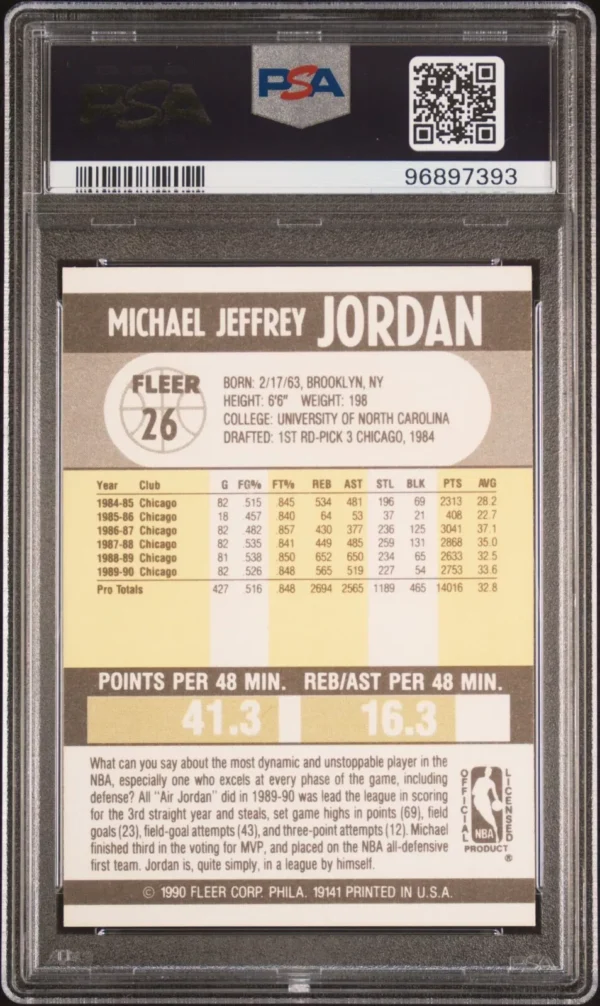 PSA
PSA
96897393
MICHAEL JEFFREY JORDAN
FLEER
26
BORN: 2/17/63, BROOKLYN, NY
HEIGHT: 6'6" WEIGHT: 198
COLLEGE: UNIVERSITY OF NORTH CAROLINA
DRAFTED: 1ST RD-PICK 3 CHICAGO, 1984
Year Club G FG% FT% REB AST STL BLK PTS AVG
1984-85 Chicago 82 .515 .845 534 481 196 69 2313 28.2
1985-86 Chicago 18 .457 .840 64 53 37 21 408 22.7
1986-87 Chicago 82 .482 .857 430 377 236 125 3041 37.1
1987-88 Chicago 82 .535 .841 449 485 259 131 2868 35.0
1988-89 Chicago 81 .538 .850 652 650 234 65 2633 32.5
1989-90 Chicago 82 .526 .848 565 519 227 54 2753 33.6
Pro Totals 427 .516 .848 2694 2565 1189 465 14016 32.8
POINTS PER 48 MIN. REB/AST PER 48 MIN.
41.3 16.3
What can you say about the most dynamic and unstoppable player in the
NBA, especially one who excels at every phase of the game, including
defense? All "Air Jordan" did in 1989-90 was lead the league in scoring
for the 3rd straight year and steals, set game highs in points (69), field
goals (23), field-goal attempts (43), and three-point attempts (12). Michael
finished third in the voting for MVP, and placed on the NBA all-defensive
first team. Jordan is, quite simply, in a league by himself.
OFFICIAL
LICENSED
NBA
PRODUCT
®
© 1990 FLEER CORP. PHILA. 19141 PRINTED IN U.S.A.
PSA